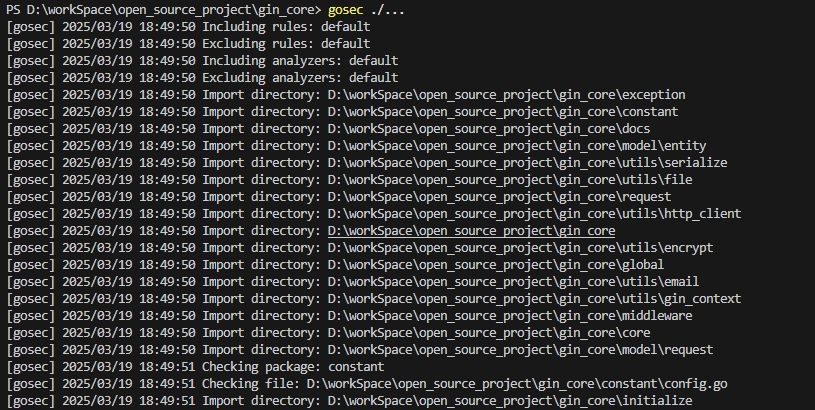 PS D:\workSpace\open_source_project\gin_core> gosec ./...
[gosec] 2025/03/19 18:49:50 Including rules: default
[gosec] 2025/03/19 18:49:50 Excluding rules: default
[gosec] 2025/03/19 18:49:50 Including analyzers: default
[gosec] 2025/03/19 18:49:50 Excluding analyzers: default
[gosec] 2025/03/19 18:49:50 Import directory: D:\workSpace\open_source_project\gin_core\exception
[gosec] 2025/03/19 18:49:50 Import directory: D:\workSpace\open_source_project\gin_core\constant
[gosec] 2025/03/19 18:49:50 Import directory: D:\workSpace\open_source_project\gin_core\docs
[gosec] 2025/03/19 18:49:50 Import directory: D:\workSpace\open_source_project\gin_core\model\entity
[gosec] 2025/03/19 18:49:50 Import directory: D:\workSpace\open_source_project\gin_core\utils\serialize
[gosec] 2025/03/19 18:49:50 Import directory: D:\workSpace\open_source_project\gin_core\utils\file
[gosec] 2025/03/19 18:49:50 Import directory: D:\workSpace\open_source_project\gin_core\request
[gosec] 2025/03/19 18:49:50 Import directory: D:\workSpace\open_source_project\gin_core\utils\http_client
[gosec] 2025/03/19 18:49:50 Import directory: D:\workSpace\open_source_project\gin_core
[gosec] 2025/03/19 18:49:50 Import directory: D:\workSpace\open_source_project\gin_core\utils\encrypt
[gosec] 2025/03/19 18:49:50 Import directory: D:\workSpace\open_source_project\gin_core\global
[gosec] 2025/03/19 18:49:50 Import directory: D:\workSpace\open_source_project\gin_core\utils\email
[gosec] 2025/03/19 18:49:50 Import directory: D:\workSpace\open_source_project\gin_core\utils\gin_context
[gosec] 2025/03/19 18:49:50 Import directory: D:\workSpace\open_source_project\gin_core\middleware
[gosec] 2025/03/19 18:49:50 Import directory: D:\workSpace\open_source_project\gin_core\core
[gosec] 2025/03/19 18:49:50 Import directory: D:\workSpace\open_source_project\gin_core\model\request
[gosec] 2025/03/19 18:49:51 Checking package: constant
[gosec] 2025/03/19 18:49:51 Checking file: D:\workSpace\open_source_project\gin_core\constant\config.go
[gosec] 2025/03/19 18:49:51 Import directory: D:\workSpace\open_source_project\gin_core\initialize